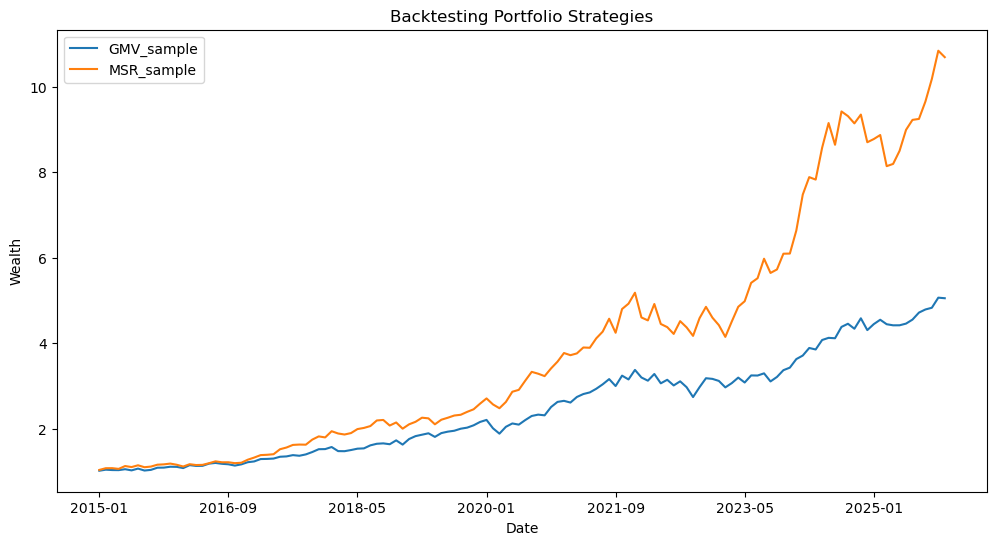 Backtesting Portfolio Strategies
GMV_sample
MSR_sample
Wealth
10
8
6
4
2
2015-01 2016-09 2018-05 2020-01 2021-09 2023-05 2025-01
Date